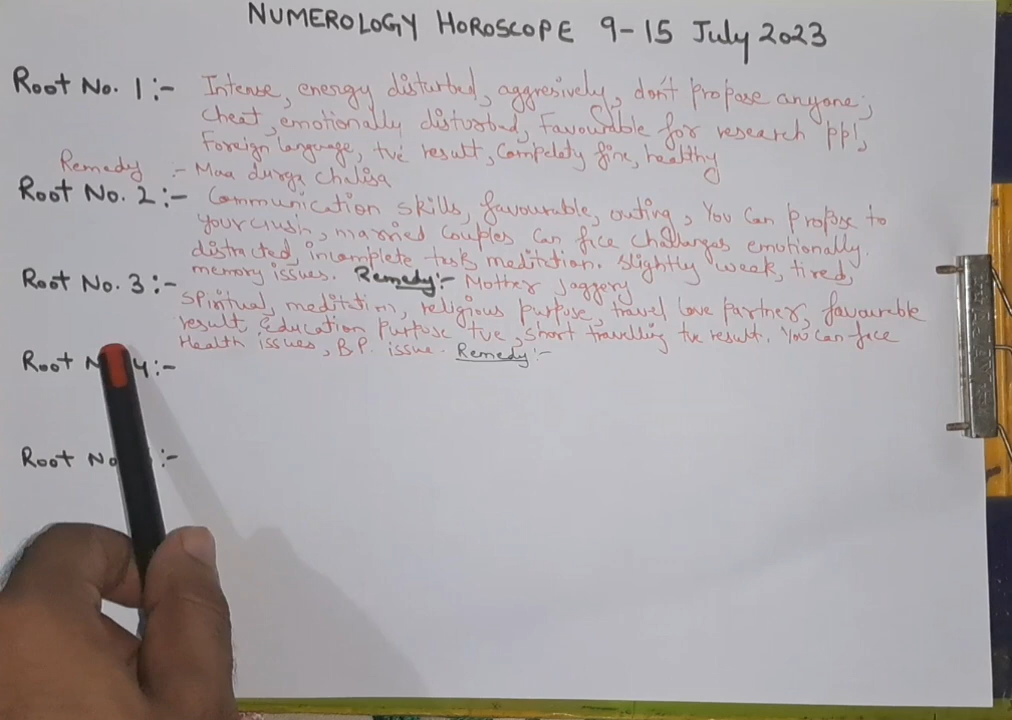 NUMEROLOGY HOROSCOPE 9-15 July 2023
Root No. 1:- Intense, energy disturbed, aggresively, don't propose anyone;
Cheat, emotionally disturbed, Favourable for research ppl,
Foreign language, tve result, Completely fine, healthy
Remedy :- Maa durga Chalisa
Root No. 2:- Communication skills, favourable, outing, You Can propose to
your crush, married couples Can face challanges emotionally.
distracted, incomplete task, meditation. Slightly weak, tired,
memory issues. Remedy:- Mother jaggery
Root No. 3:- Spiritual, meditation, religious purpose, travel love partner, favourable
result, Education purpose tve, short travelling tve result. You can face
Health issues, B.P. issue. Remedy:-
Root N 4:-
Root No :-